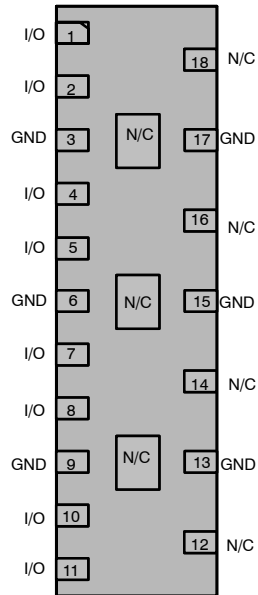 I/O 1
18 N/C
I/O 2
GND 3 N/C 17 GND
I/O 4
16 N/C
I/O 5
GND 6 N/C 15 GND
I/O 7
14 N/C
I/O 8
GND 9 N/C 13 GND
I/O 10
12 N/C
I/O 11